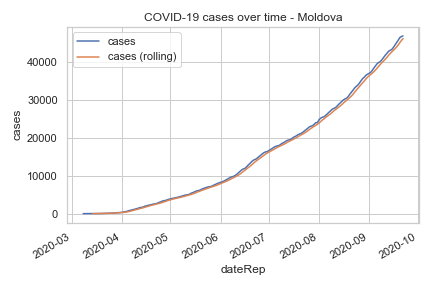 COVID-19 cases over time - Moldova
cases
cases (rolling)
cases
40000
30000
20000
10000
0
2020-03
2020-04
2020-05
2020-06
2020-07
2020-08
2020-09
2020-10
dateRep